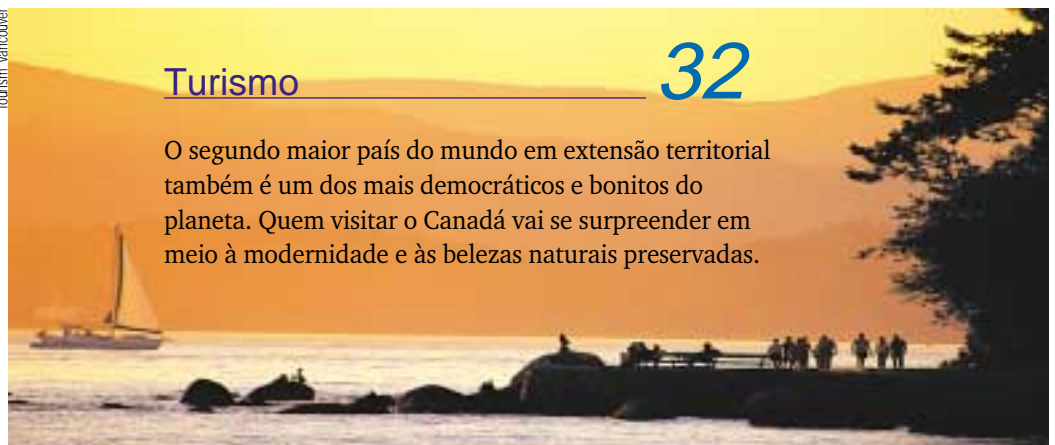 Tourism Vancouver
Turismo 32
O segundo maior país do mundo em extensão territorial
também é um dos mais democráticos e bonitos do
planeta. Quem visitar o Canadá vai se surpreender em
meio à modernidade e às belezas naturais preservadas.